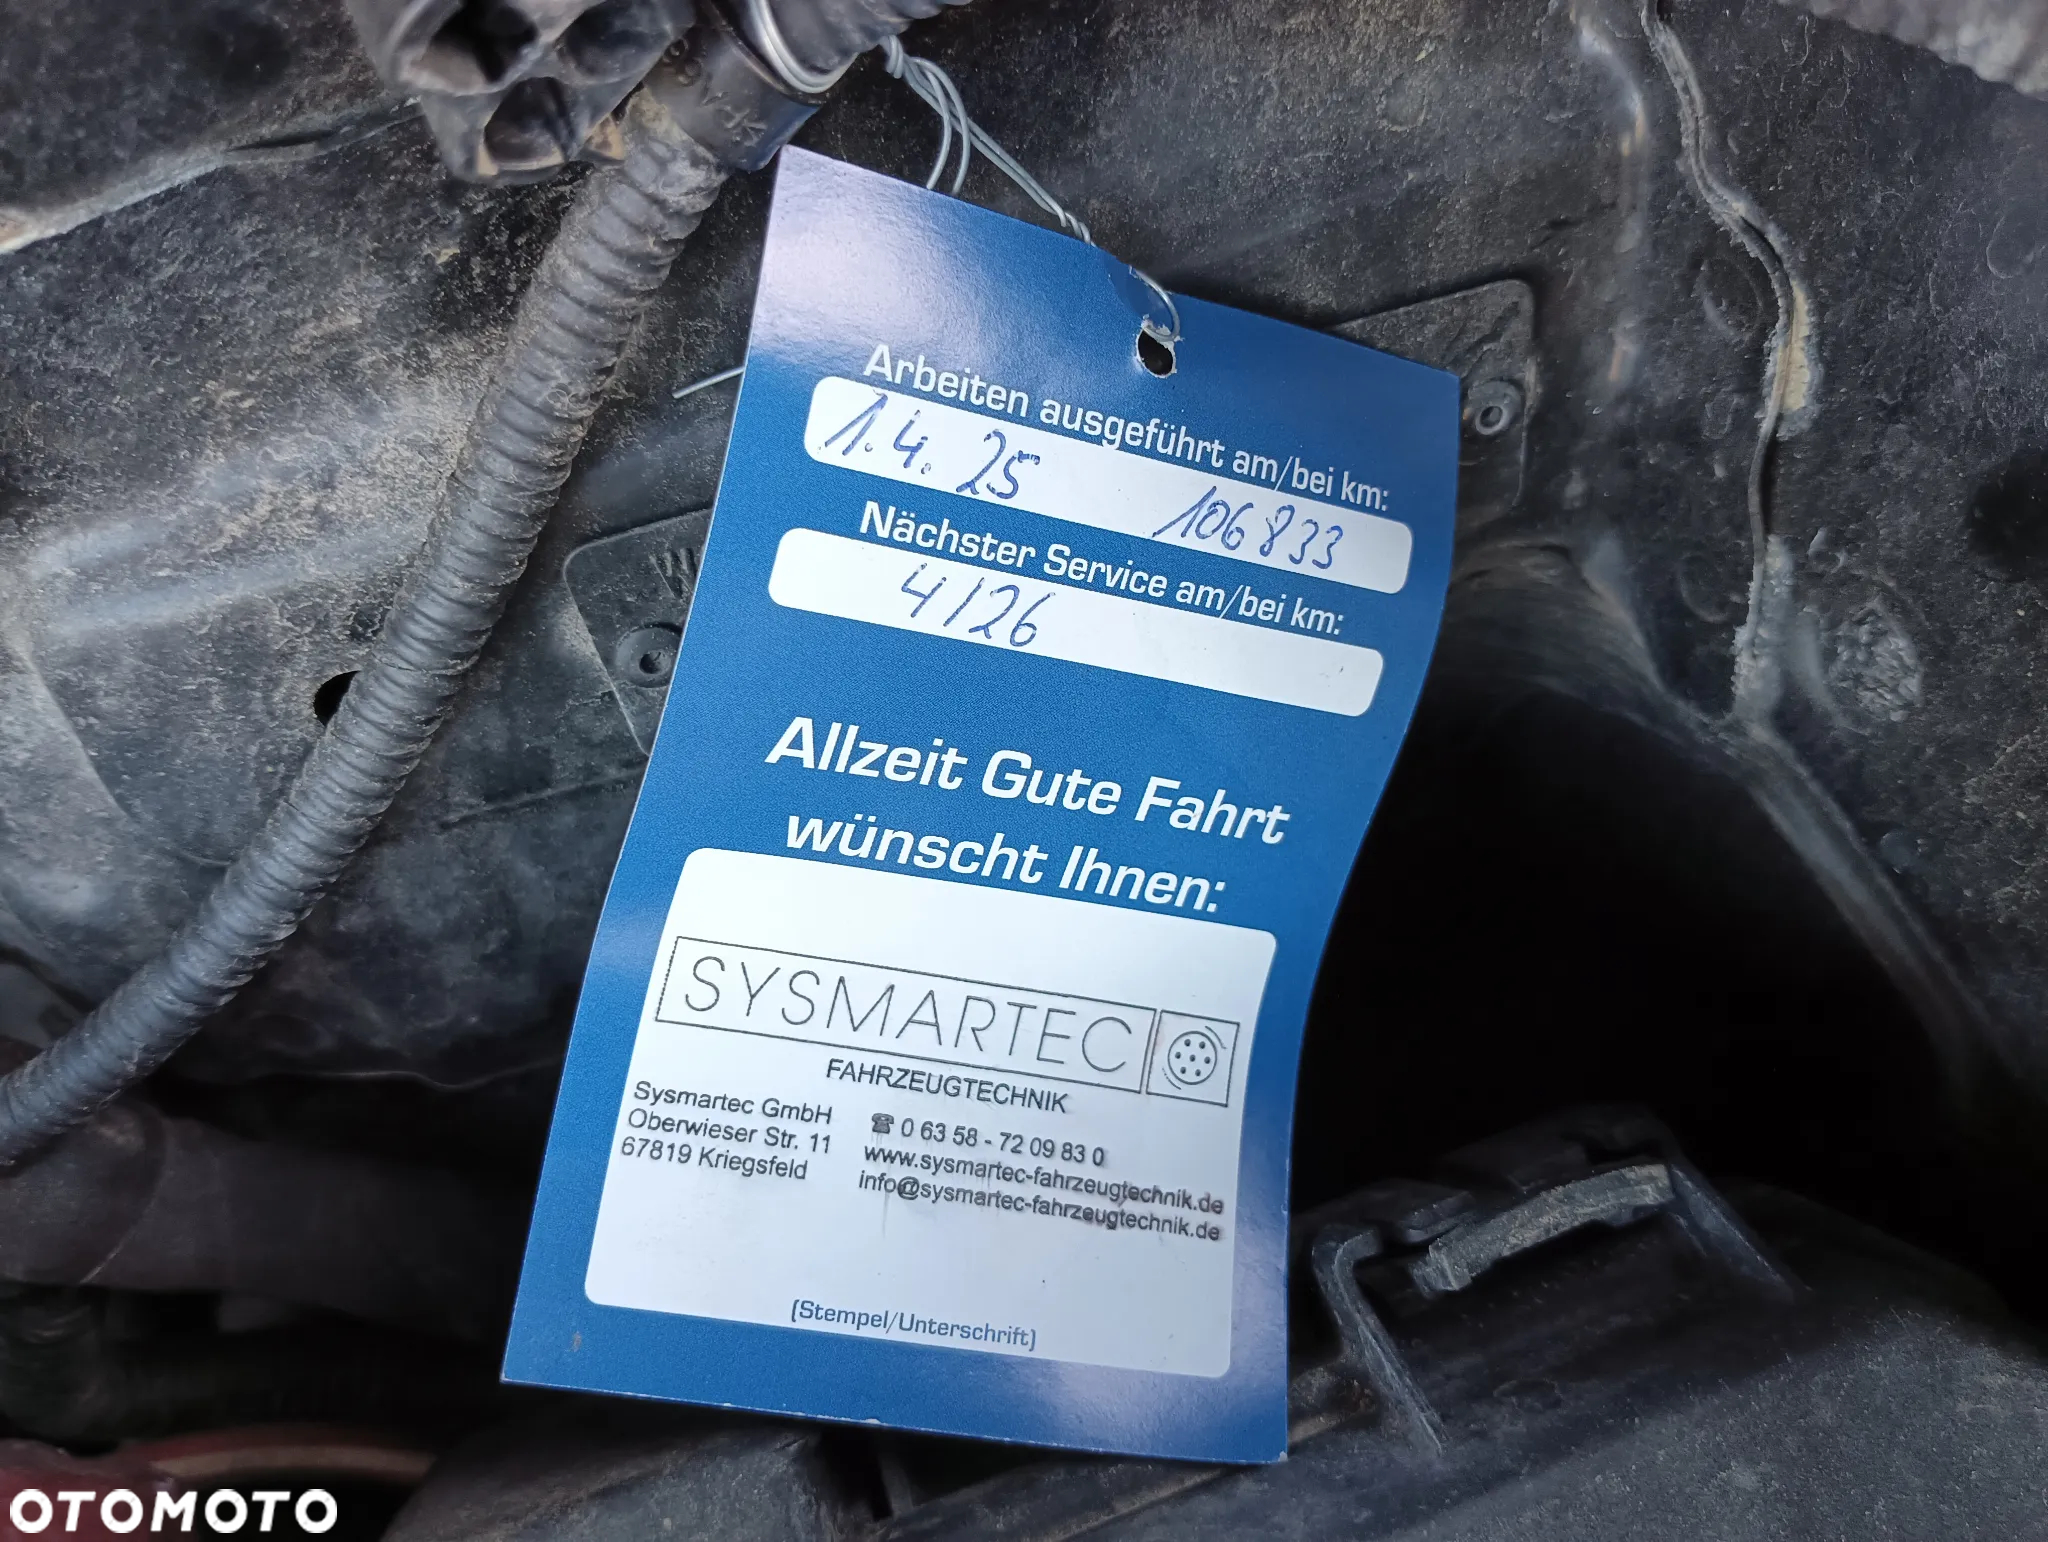 Arbeiten ausgeführt am/bei km:
1.4.25 106833
Nächster Service am/bei km:
4/26
Allzeit Gute Fahrt
wünscht Ihnen:
SYSMARTEC
FAHRZEUGTECHNIK
Sysmartec GmbH
Oberwieser Str. 11
67819 Kriegsfeld
☎ 0 63 58 - 72 09 83 0
www.sysmartec-fahrzeugtechnik.de
info@sysmartec-fahrzeugtechnik.de
(Stempel/Unterschrift)
OTOMOTO